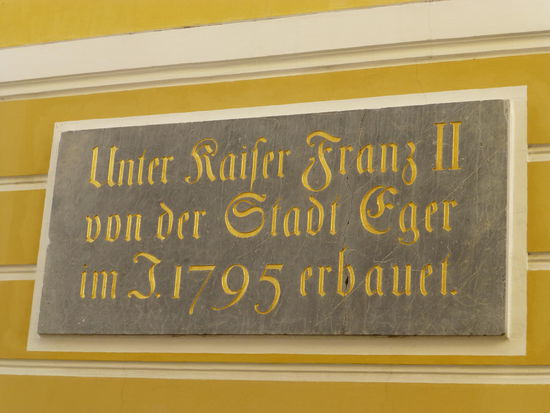 Unter Kaiſer Franz II
von der Stadt Eger
im J. 1795 erbauet.